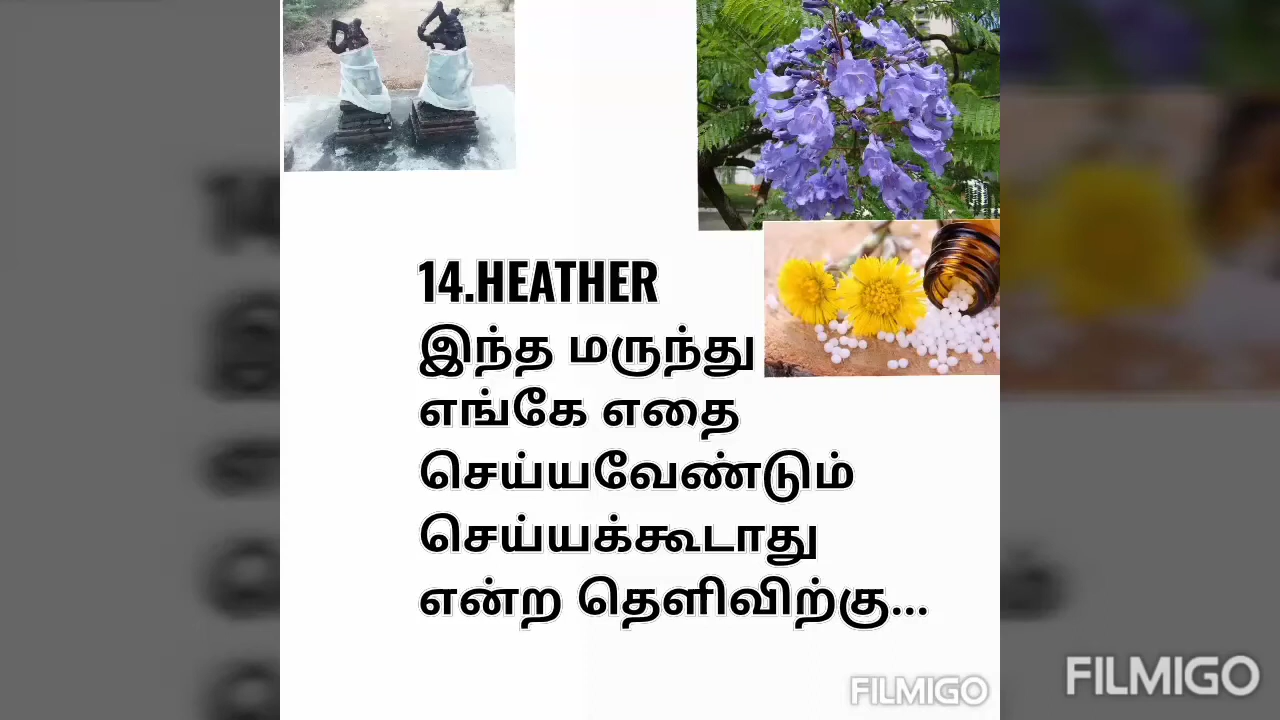 14.HEATHER
இந்த மருந்து
எங்கே எதை
செய்யவேண்டும்
செய்யக்கூடாது
என்ற தெளிவிற்கு...
FILMIGO
FILMIGO